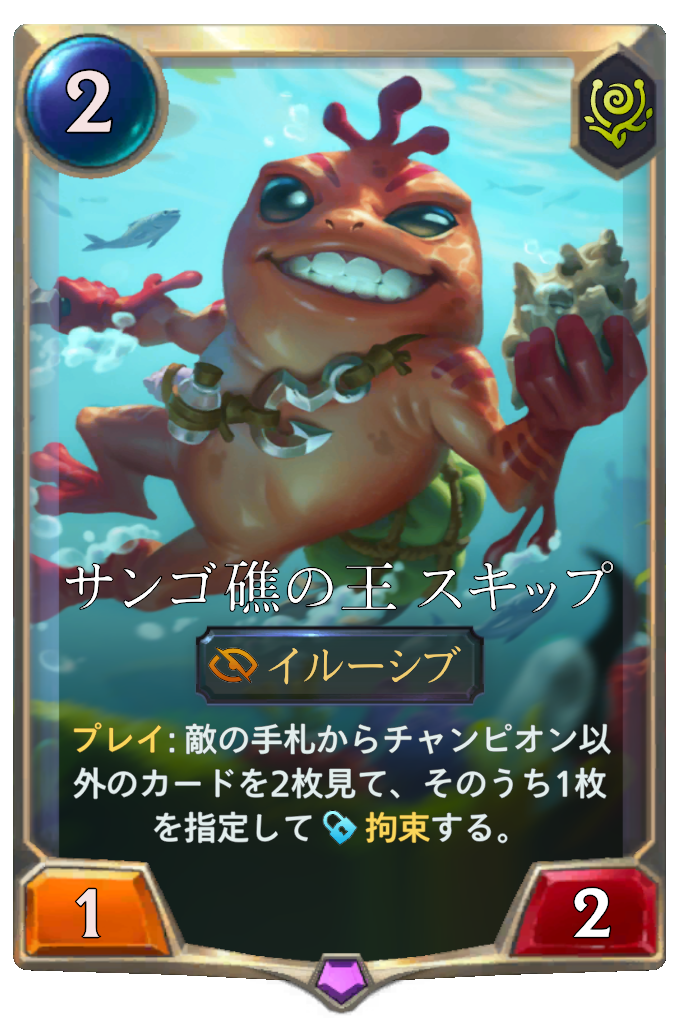 2
サンゴ礁の王 スキップ
イルーシブ
プレイ: 敵の手札からチャンピオン以
外のカードを2枚見て、そのうち1枚
を指定して 拘束する。
1
2